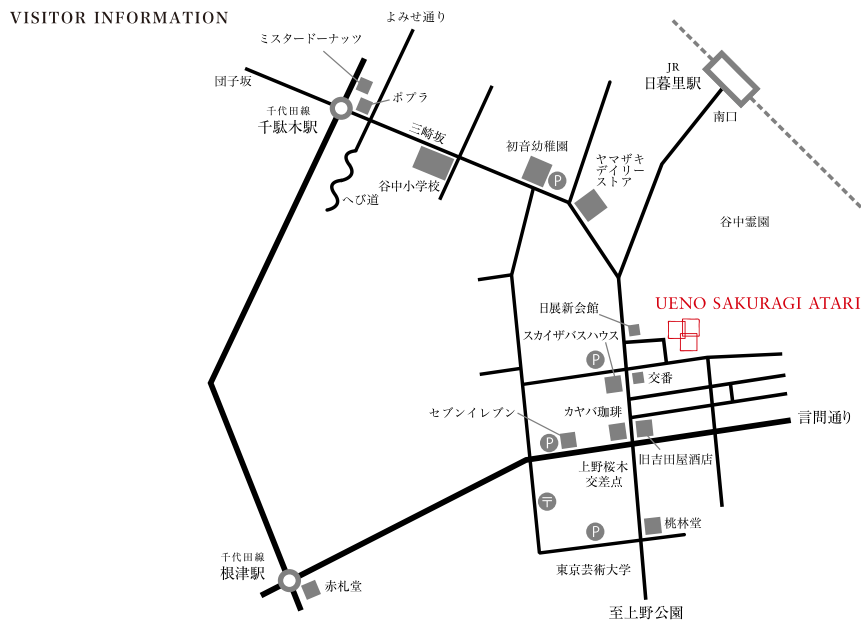 VISITOR INFORMATION
よみせ通り
ミスタードーナッツ
団子坂
ポプラ
千代田線
千駄木駅
三崎坂
谷中小学校
へび道
初音幼稚園
P
ヤマザキ
デイリー
ストア
JR
日暮里駅
南口
谷中霊園
UENO SAKURAGI ATARI
日展新会館
スカイザバスハウス
P
交番
セブンイレブン
カヤバ珈琲
言問通り
P
旧吉田屋酒店
上野桜木
交差点
〒
P
桃林堂
東京芸術大学
至上野公園
千代田線
根津駅
赤札堂